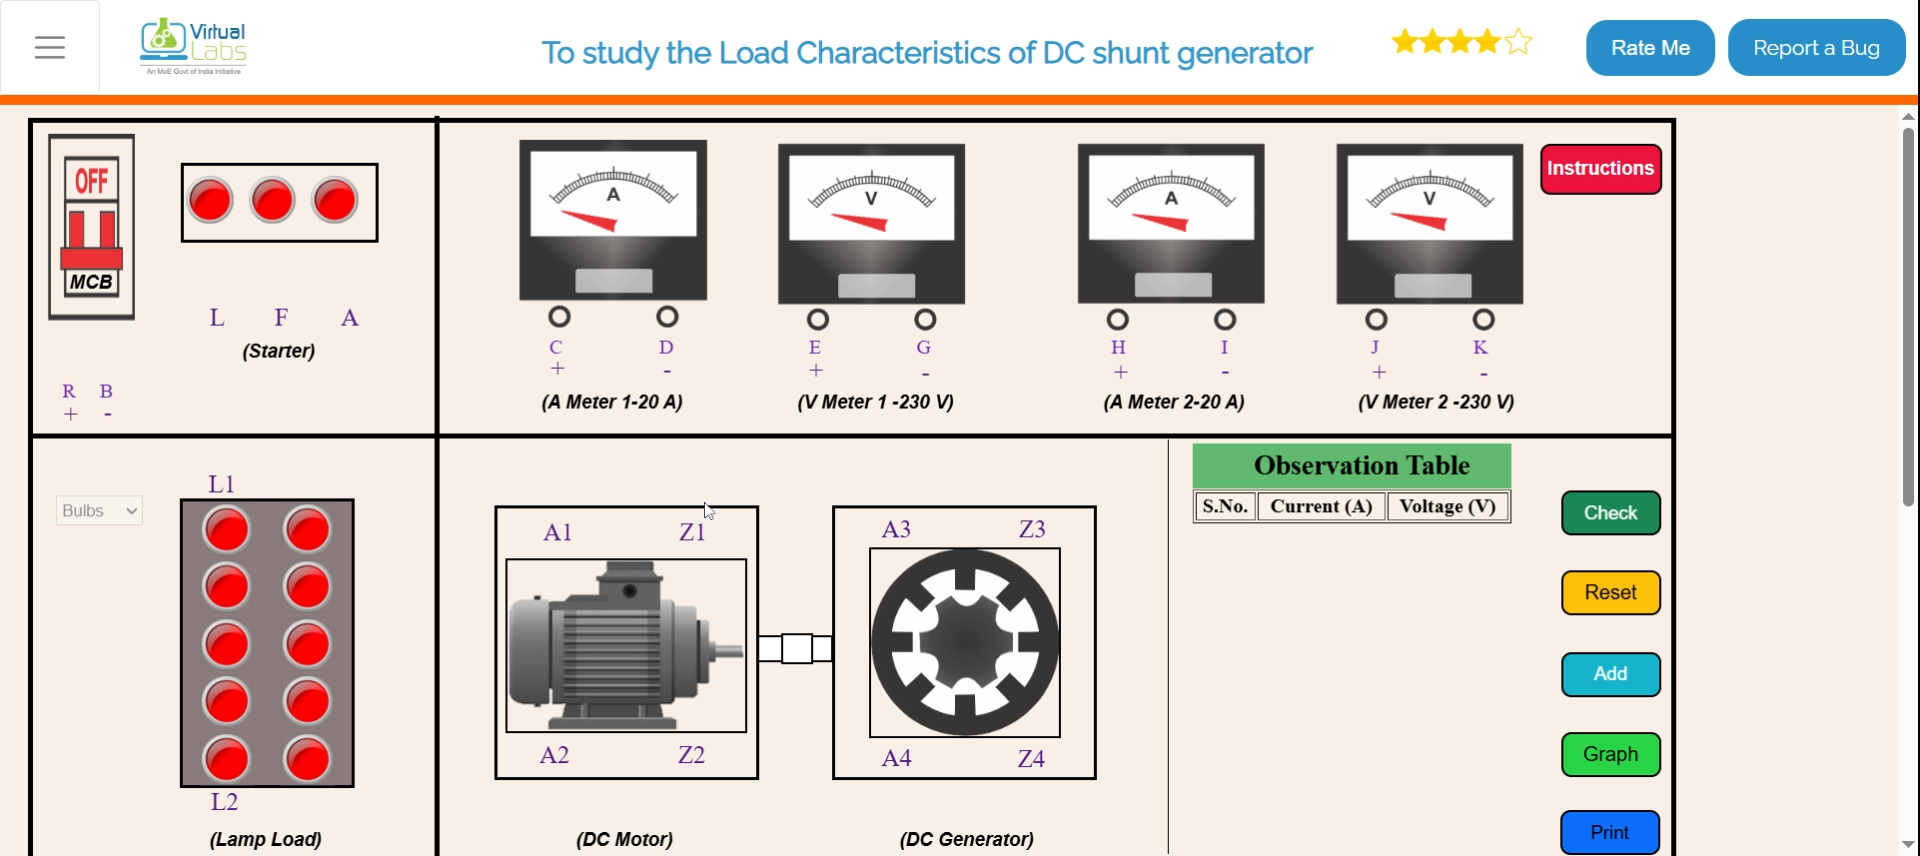 Virtual
Labs
An MoE Govt of India Initiative
To study the Load Characteristics of DC shunt generator
Rate Me
Report a Bug
OFF
MCB
L F A
(Starter)
R B
+ -
A
V
A
V
Instructions
C D
+ -
(A Meter 1-20 A)
E G
+ -
(V Meter 1 -230 V)
H I
+ -
(A Meter 2-20 A)
J K
+ -
(V Meter 2 -230 V)
Bulbs
L1
L2
(Lamp Load)
A1 Z1
A2 Z2
(DC Motor)
A3 Z3
A4 Z4
(DC Generator)
Observation Table
S.No. Current (A) Voltage (V)
Check
Reset
Add
Graph
Print